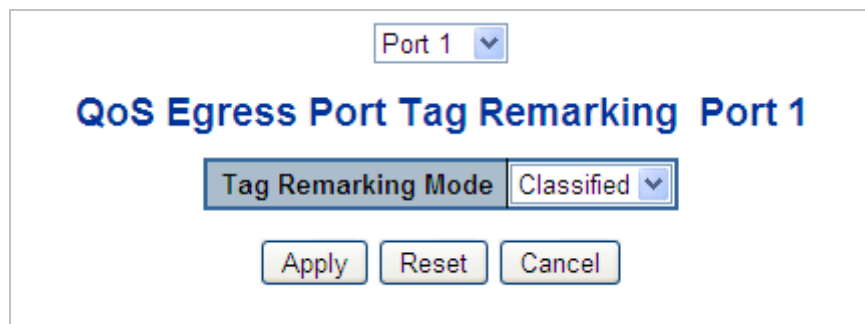 Port 1
QoS Egress Port Tag Remarking Port 1
Tag Remarking Mode Classified
Apply Reset Cancel